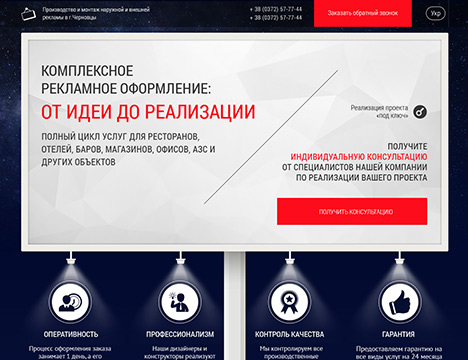 Производство и монтаж наружной и внешней
рекламы в г.Черновцы
+ 38 (0372) 57-77-44
+ 38 (0372) 57-77-44
Заказать обратный звонок
Укр
КОМПЛЕКСНОЕ
РЕКЛАМНОЕ ОФОРМЛЕНИЕ:
ОТ ИДЕИ ДО РЕАЛИЗАЦИИ
ПОЛНЫЙ ЦИКЛ УСЛУГ ДЛЯ РЕСТОРАНОВ,
ОТЕЛЕЙ, БАРОВ, МАГАЗИНОВ, ОФИСОВ, АЗС И
ДРУГИХ ОБЪЕКТОВ
Реализация проекта
«под ключ»
ПОЛУЧИТЕ
ИНДИВИДУАЛЬНУЮ КОНСУЛЬТАЦИЮ
ОТ СПЕЦИАЛИСТОВ НАШЕЙ КОМПАНИИ
ПО РЕАЛИЗАЦИИ ВАШЕГО ПРОЕКТА
ПОЛУЧИТЬ КОНСУЛЬТАЦИЮ
ОПЕРАТИВНОСТЬ
Процесс оформления заказа
занимает 1 день, а его
ПРОФЕССИОНАЛИЗМ
Наши дизайнеры и
конструкторы реализуют
КОНТРОЛЬ КАЧЕСТВА
Мы контролируем все
производственные
ГАРАНТИЯ
Предоставляем гарантию на
все виды услуг на 24 месяца